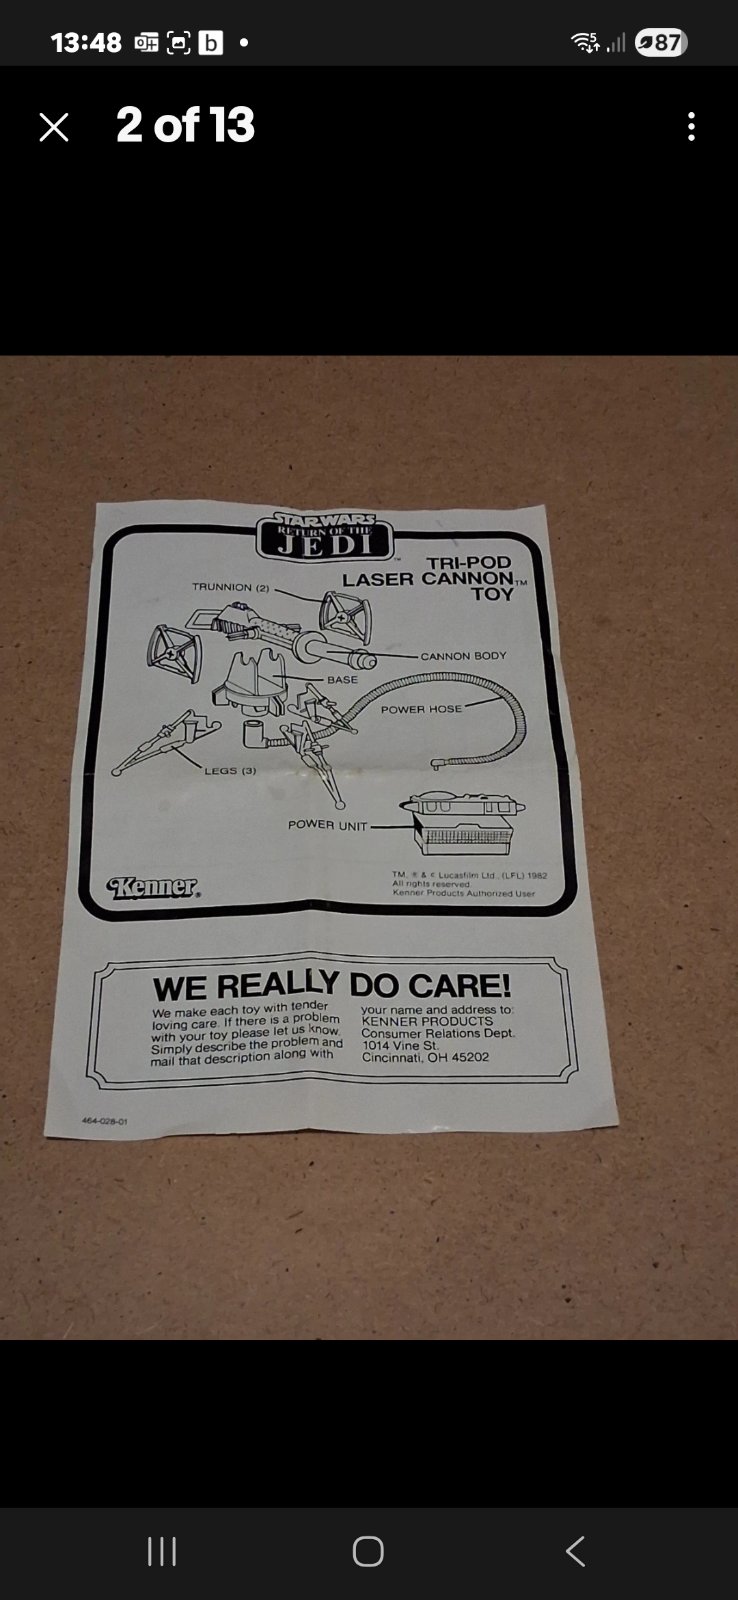 13:48
b
5
87
2 of 13
STAR WARS
RETURN OF THE
JEDI
TM
TRI-POD
LASER CANNON TM
TOY
TRUNNION (2)
CANNON BODY
BASE
POWER HOSE
LEGS (3)
POWER UNIT
Kenner®
TM, ® & © Lucasfilm Ltd. (LFL) 1982
All rights reserved.
Kenner Products Authorized User
WE REALLY DO CARE!
We make each toy with tender
loving care. If there is a problem
with your toy please let us know.
Simply describe the problem and
mail that description along with
your name and address to:
KENNER PRODUCTS
Consumer Relations Dept.
1014 Vine St.
Cincinnati, OH 45202
464-028-01